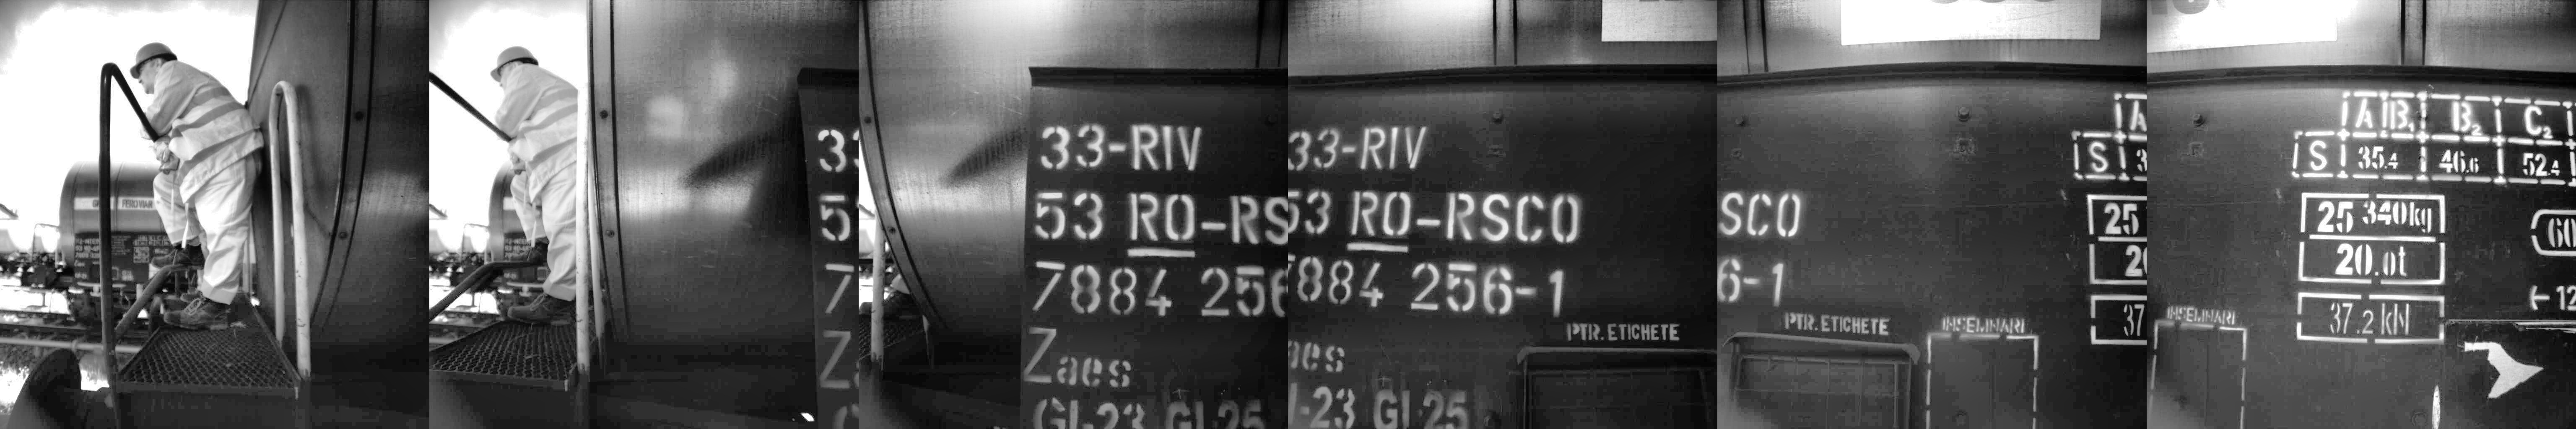 33-RIV
53 RO-RSCO
7884 256-1
Zaes
GI-23 GI-25
PTR. ETICHETE
A B₁ B₂ C₂
S 35.4 46.6 52.4
25 340kg
20.0t
37.2 kN